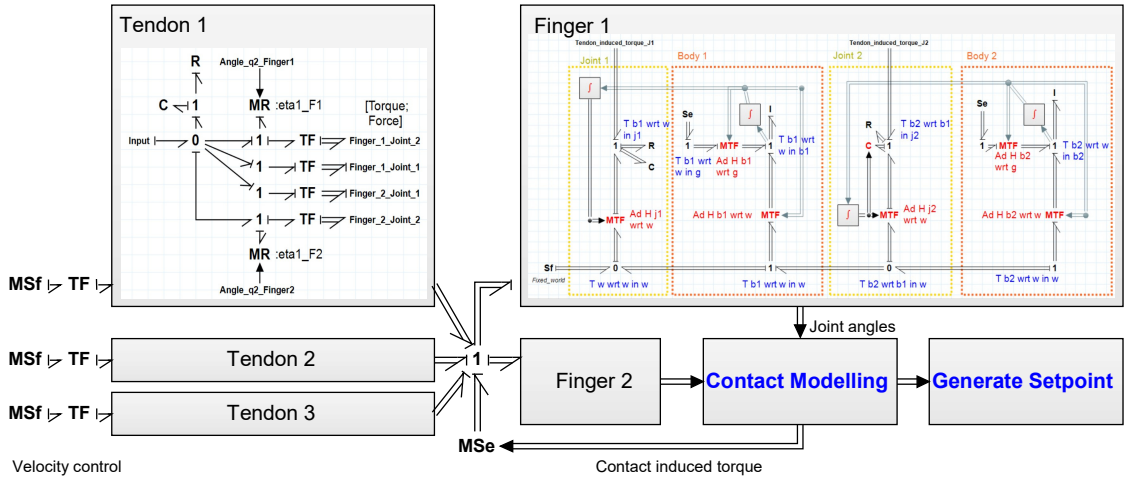 Tendon 1
R
Angle_q2_Finger1
C
1
MR :eta1_F1
[Torque;
Force]
Input
0
1
TF
Finger_1_Joint_2
1
TF
Finger_1_Joint_1
1
TF
Finger_2_Joint_1
1
TF
Finger_2_Joint_2
MR :eta1_F2
Angle_q2_Finger2
Finger 1
Tendon_induced_torque_J1
Tendon_induced_torque_J2
Joint 1
Body 1
Joint 2
Body 2
∫
∫
∫
∫
T b1 wrt w
in j1
1
R
C
Se
1
T b1 wrt
w in g
MTF
Ad H b1
wrt g
I
1
T b1 wrt
w in b1
T b2 wrt b1
in j2
R
C
1
Se
1
MTF
Ad H b2
wrt g
I
1
T b2 wrt w
in b2
MTF
Ad H j1
wrt w
Ad H b1 wrt w
MTF
MTF
Ad H j2
wrt w
Ad H b2 wrt w
MTF
Sf
Fixed_world
0
1
0
1
T w wrt w in w
T b1 wrt w in w
T b2 wrt b1 in w
T b2 wrt w in w
MSf
TF
Joint angles
MSf
TF
Tendon 2
1
Finger 2
Contact Modelling
Generate Setpoint
MSf
TF
Tendon 3
MSe
Velocity control
Contact induced torque